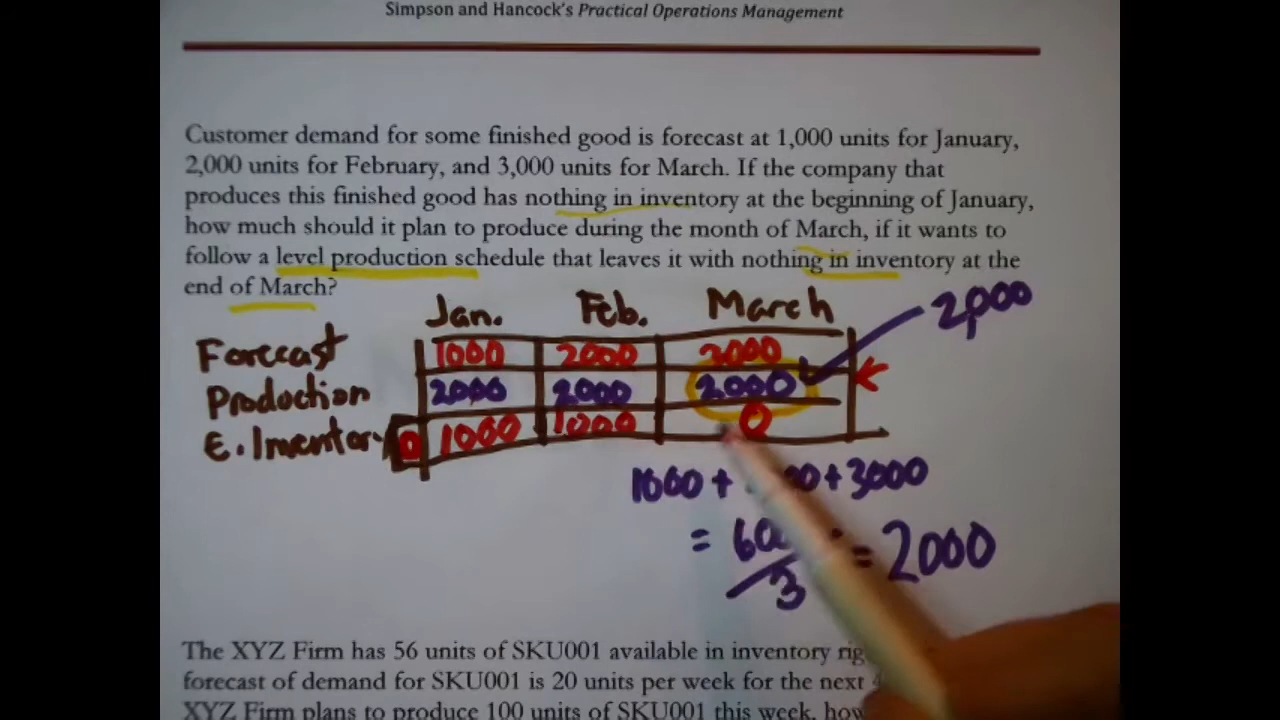 Simpson and Hancock's Practical Operations Management
Customer demand for some finished good is forecast at 1,000 units for January,
2,000 units for February, and 3,000 units for March. If the company that
produces this finished good has nothing in inventory at the beginning of January,
how much should it plan to produce during the month of March, if it wants to
follow a level production schedule that leaves it with nothing in inventory at the
end of March?
Jan. Feb. March 2,000
Forecast 1000 2000 3000
Production 2000 2000 2000
E. Inventory 0 1000 1000 0
1000 + + 3000
= = 2000
3
The XYZ Firm has 56 units of SKU001 available in inventory
forecast of demand for SKU001 is 20 units per week for the next
XYZ Firm plans to produce 100 units of SKU001 this week, how